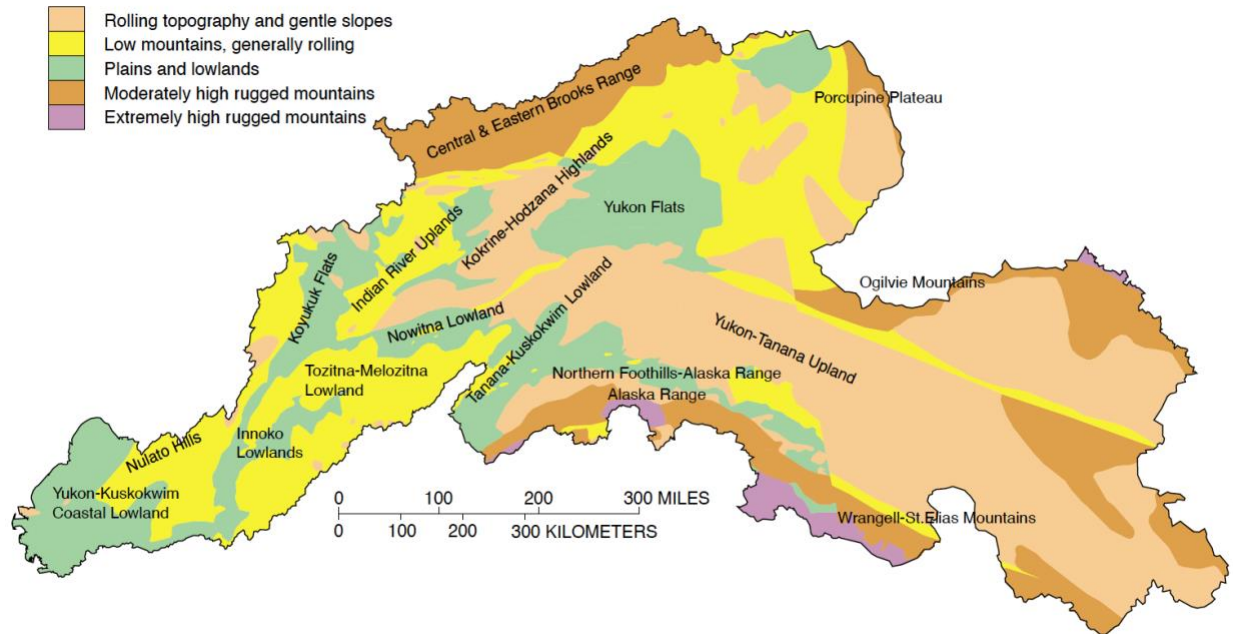 Rolling topography and gentle slopes
Low mountains, generally rolling
Plains and lowlands
Moderately high rugged mountains
Extremely high rugged mountains
Central & Eastern Brooks Range
Porcupine Plateau
Kokrine-Hodzana Highlands
Yukon Flats
Indian River Uplands
Koyukuk Flats
Ogilvie Mountains
Nowitna Lowland
Tanana-Kuskokwim Lowland
Yukon-Tanana Upland
Tozitna-Melozitna
Lowland
Northern Foothills-Alaska Range
Alaska Range
Nulato Hills
Innoko
Lowlands
Yukon-Kuskokwim
Coastal Lowland
0 100 200 300 MILES
0 100 200 300 KILOMETERS
Wrangell-St.Elias Mountains